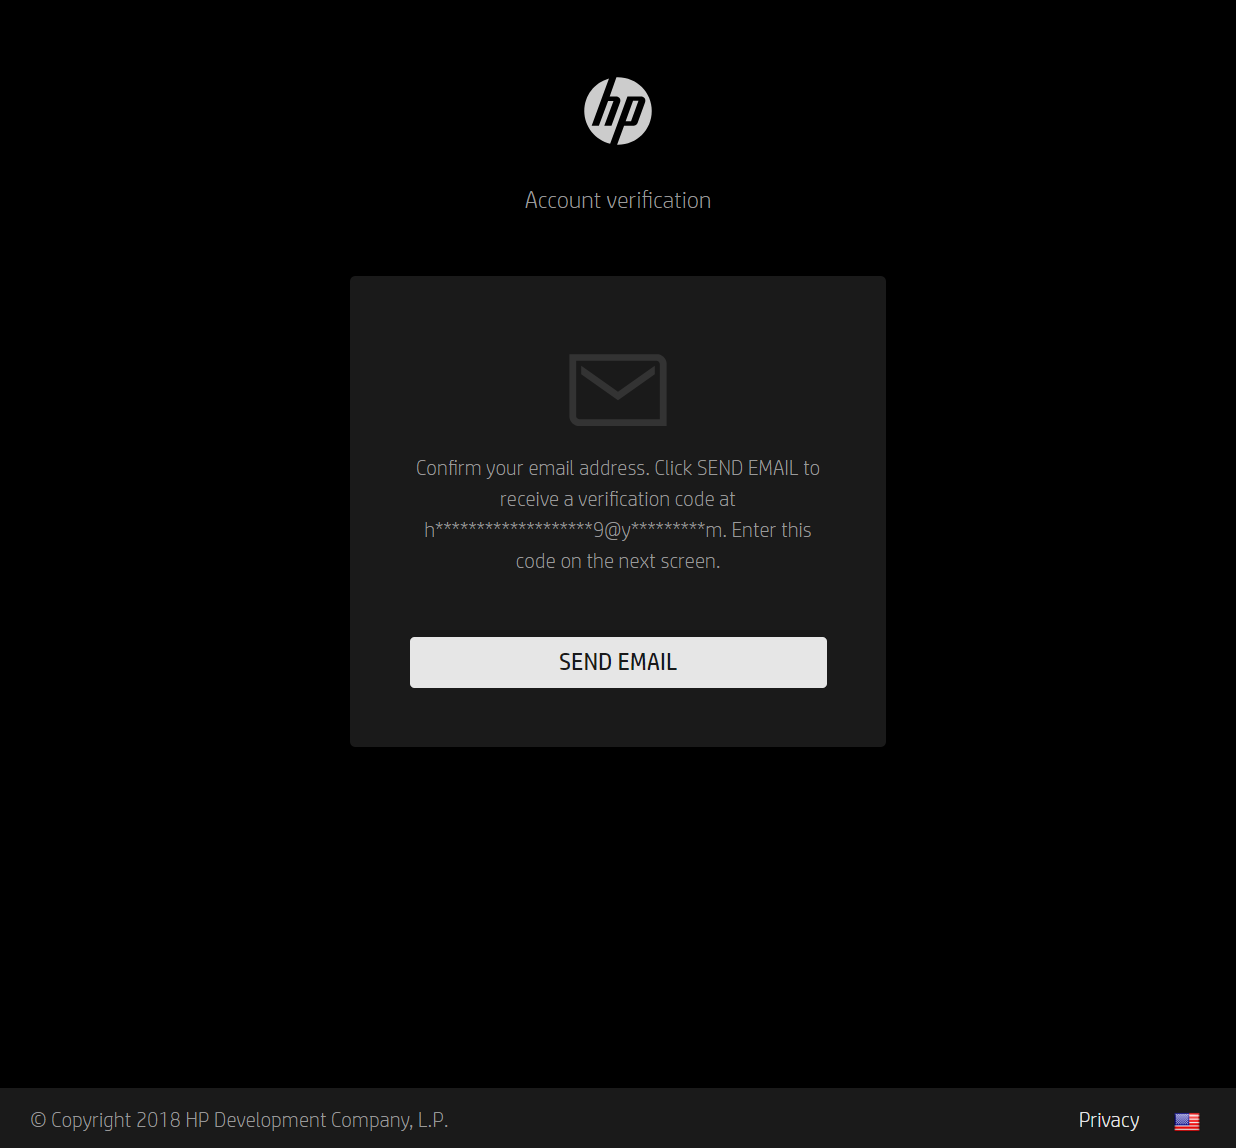 hp
Account verification
Confirm your email address. Click SEND EMAIL to
receive a verification code at
h*******************9@y*********m. Enter this
code on the next screen.
SEND EMAIL
© Copyright 2018 HP Development Company, L.P.
Privacy